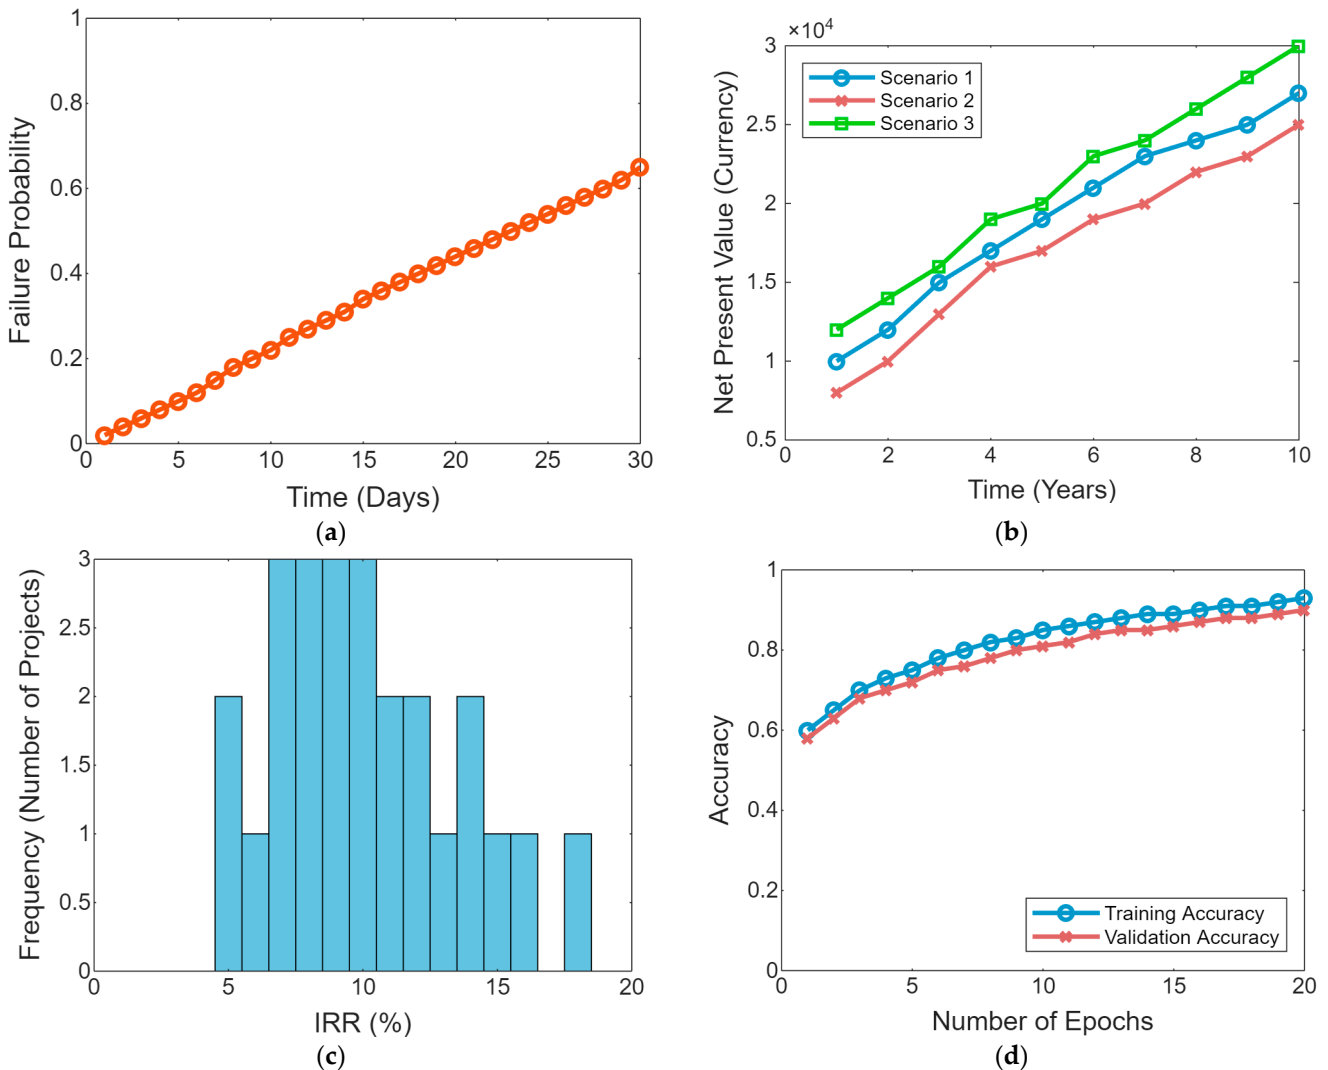 1
0.8
0.6
0.4
0.2
0
0 5 10 15 20 25 30
Failure Probability
Time (Days)
(a)
×10⁴
3
2.5
2
1.5
1
0.5
0 2 4 6 8 10
Net Present Value (Currency)
Time (Years)
Scenario 1
Scenario 2
Scenario 3
(b)
3
2.5
2
1.5
1
0.5
0
0 5 10 15 20
Frequency (Number of Projects)
IRR (%)
(c)
1
0.8
0.6
0.4
0.2
0
0 5 10 15 20
Accuracy
Number of Epochs
Training Accuracy
Validation Accuracy
(d)